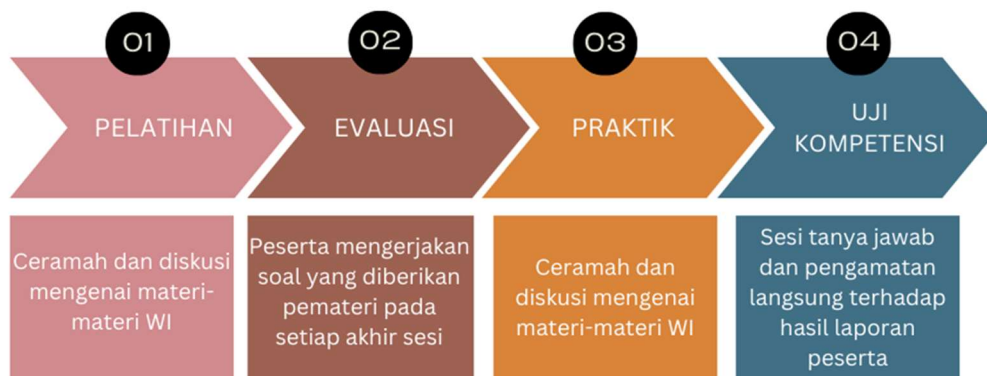 01
PELATIHAN
Ceramah dan diskusi
mengenai materi-
materi WI
02
EVALUASI
Peserta mengerjakan
soal yang diberikan
pemateri pada
setiap akhir sesi
03
PRAKTIK
Ceramah dan
diskusi mengenai
materi-materi WI
04
UJI
KOMPETENSI
Sesi tanya jawab
dan pengamatan
langsung terhadap
hasil laporan
peserta